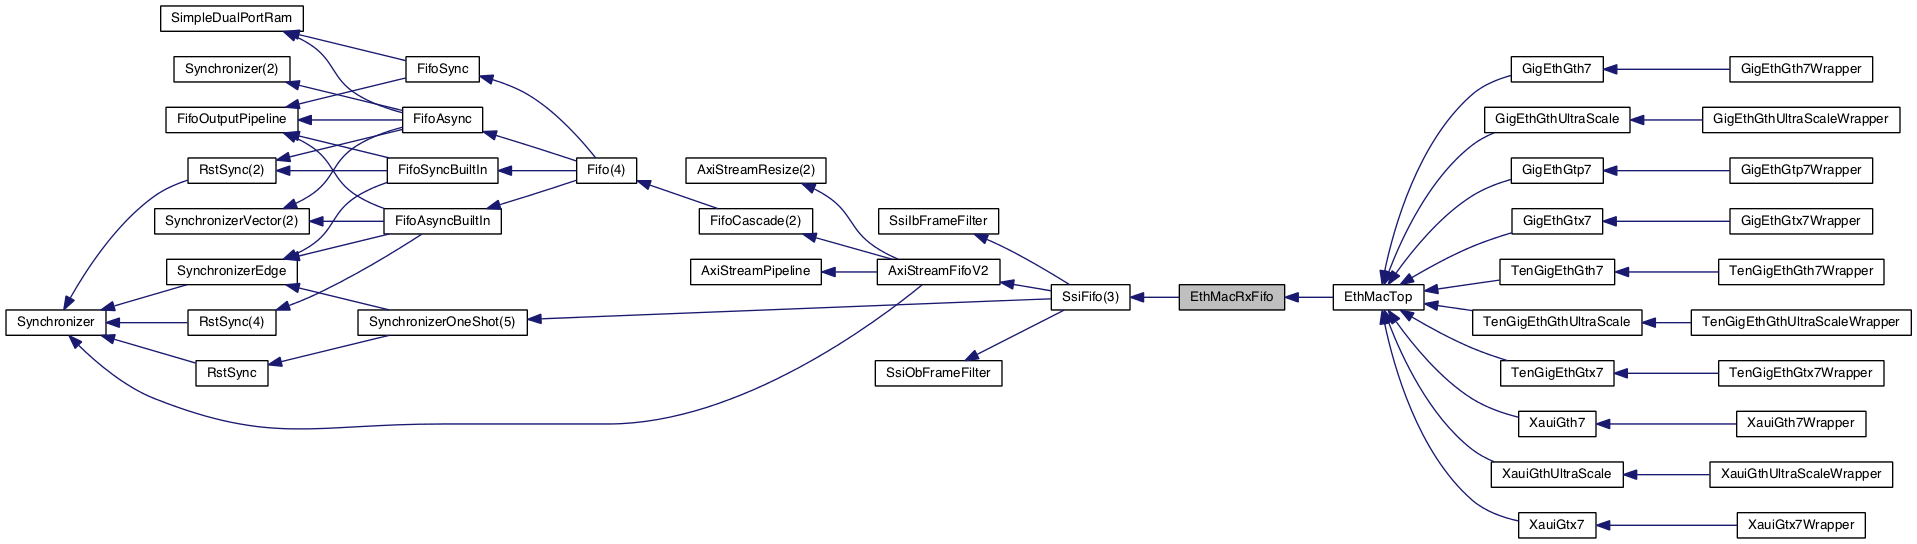 SimpleDualPortRam
Synchronizer(2)
FifoOutputPipeline
RstSync(2)
SynchronizerVector(2)
SynchronizerEdge
Synchronizer
RstSync(4)
RstSync
FifoSync
FifoAsync
FifoSyncBuiltIn
FifoAsyncBuiltIn
SynchronizerOneShot(5)
Fifo(4)
AxiStreamResize(2)
FifoCascade(2)
AxiStreamPipeline
SsiIbFrameFilter
AxiStreamFifoV2
SsiObFrameFilter
SsiFifo(3)
EthMacRxFifo
EthMacTop
GigEthGth7
GigEthGth7Wrapper
GigEthGthUltraScale
GigEthGthUltraScaleWrapper
GigEthGtp7
GigEthGtp7Wrapper
GigEthGtx7
GigEthGtx7Wrapper
TenGigEthGth7
TenGigEthGth7Wrapper
TenGigEthGthUltraScale
TenGigEthGthUltraScaleWrapper
TenGigEthGtx7
TenGigEthGtx7Wrapper
XauiGth7
XauiGth7Wrapper
XauiGthUltraScale
XauiGthUltraScaleWrapper
XauiGtx7
XauiGtx7Wrapper